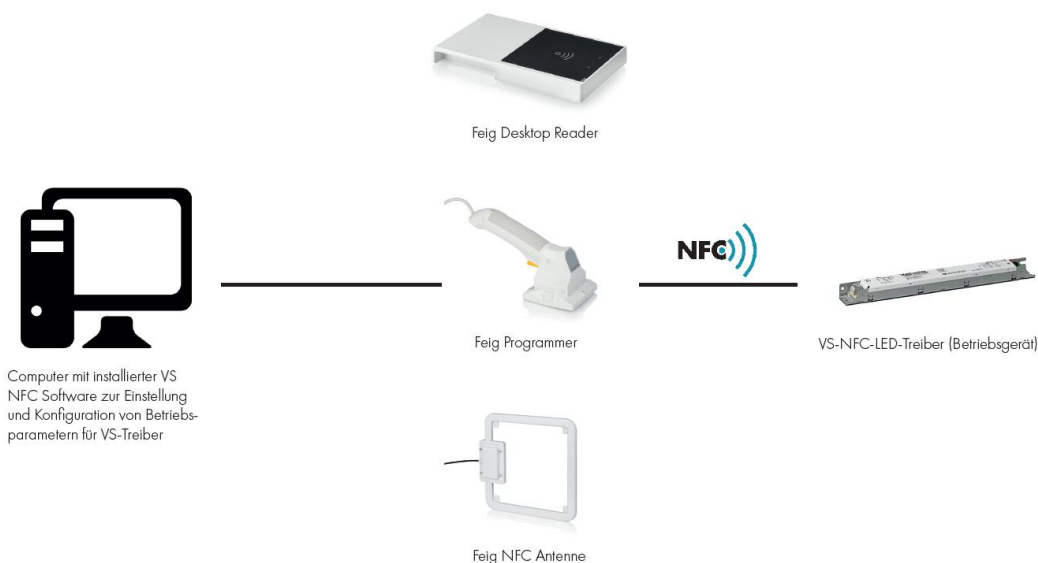 Feig Desktop Reader
NFC
Feig Programmer
VS-NFC-LED-Treiber (Betriebsgerät)
Computer mit installierter VS
NFC Software zur Einstellung
und Konfiguration von Betriebs-
parametern für VS-Treiber
Feig NFC Antenne